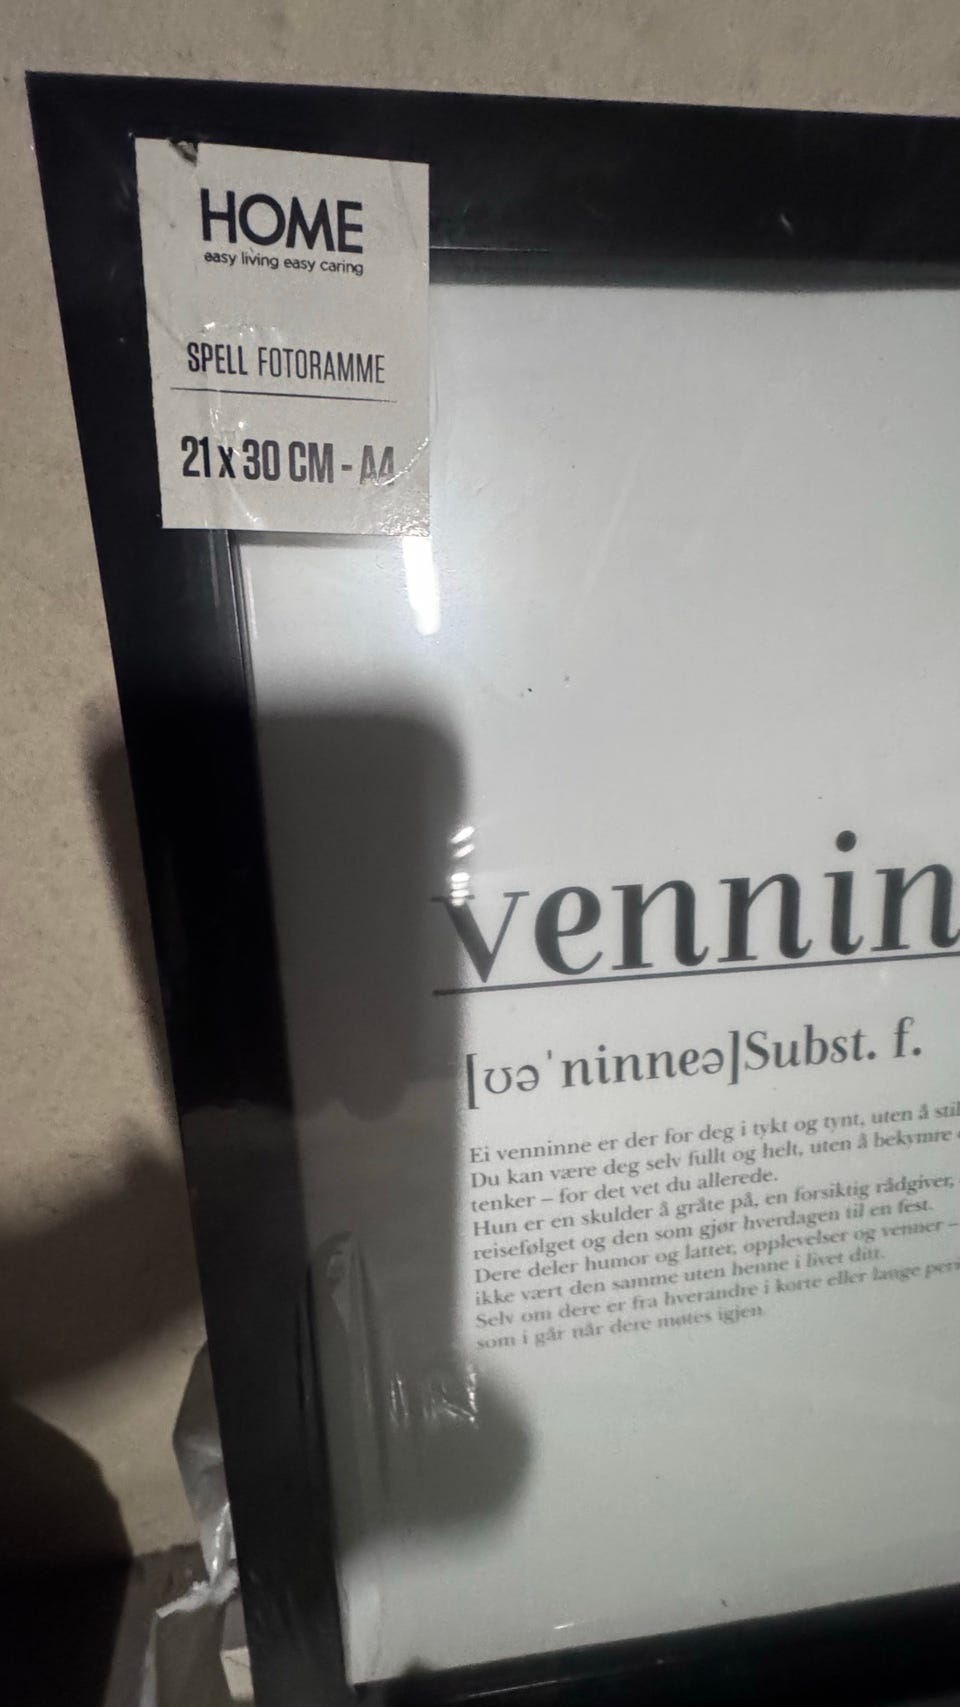 HOME
easy living easy caring
SPELL FOTORAMME
21 x 30 CM - A4
vennin
[ʋəˈninneə]Subst. f.
Ei venninne er der for deg i tykt og tynt, uten å stil
Du kan være deg selv fullt og helt, uten å bekymre
tenker – for det vet du allerede.
Hun er en skulder å gråte på, en forsiktig rådgiver,
reisefølget og den som gjør hverdagen til en fest.
Dere deler humor og latter, opplevelser og venner –
ikke vært den samme uten henne i livet ditt.
Selv om dere er fra hverandre i korte eller lange peri
som i går når dere møtes igjen.